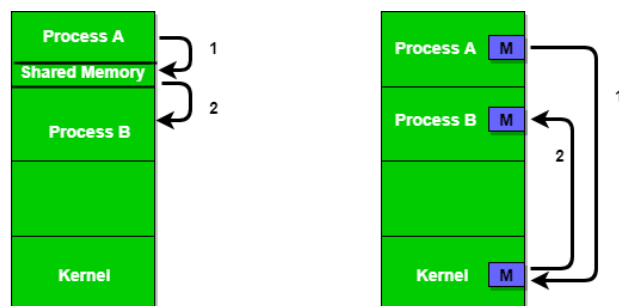 Process A
1
Shared Memory
2
Process B
Kernel
Process A
M
1
Process B
M
2
Kernel
M